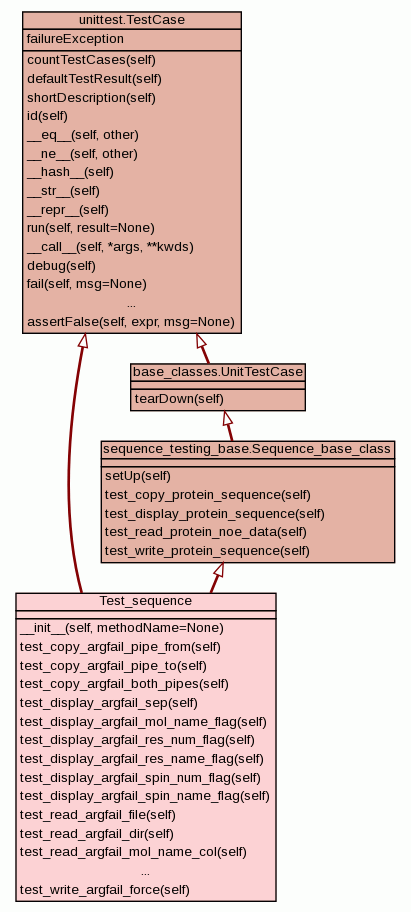 unittest.TestCase
failureException
countTestCases(self)
defaultTestResult(self)
shortDescription(self)
id(self)
__eq__(self, other)
__ne__(self, other)
__hash__(self)
__str__(self)
__repr__(self)
run(self, result=None)
__call__(self, *args, **kwds)
debug(self)
fail(self, msg=None)
...
assertFalse(self, expr, msg=None)
base_classes.UnitTestCase
tearDown(self)
sequence_testing_base.Sequence_base_class
setUp(self)
test_copy_protein_sequence(self)
test_display_protein_sequence(self)
test_read_protein_noe_data(self)
test_write_protein_sequence(self)
Test_sequence
__init__(self, methodName=None)
test_copy_argfail_pipe_from(self)
test_copy_argfail_pipe_to(self)
test_copy_argfail_both_pipes(self)
test_display_argfail_sep(self)
test_display_argfail_mol_name_flag(self)
test_display_argfail_res_num_flag(self)
test_display_argfail_res_name_flag(self)
test_display_argfail_spin_num_flag(self)
test_display_argfail_spin_name_flag(self)
test_read_argfail_file(self)
test_read_argfail_dir(self)
test_read_argfail_mol_name_col(self)
...
test_write_argfail_force(self)